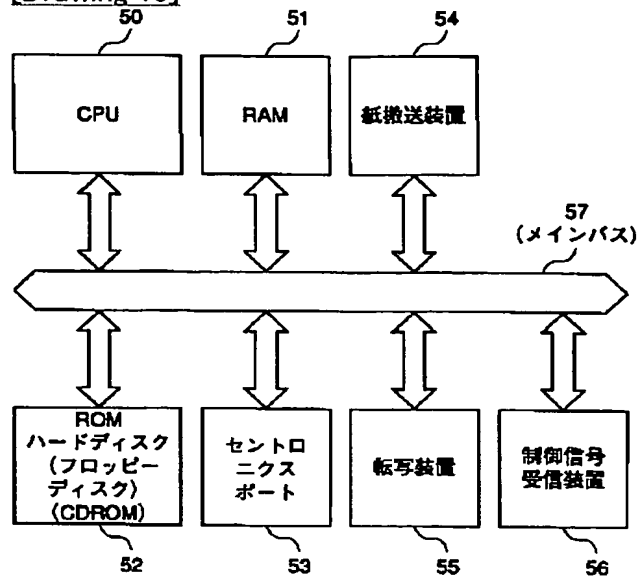 50
51
54
CPU
RAM
紙搬送装置
57
(メインバス)
ROM
ハードディスク
(フロッピー
ディスク)
(CDROM)
セントロ
ニクス
ポート
転写装置
制御信号
受信装置
52
53
55
56